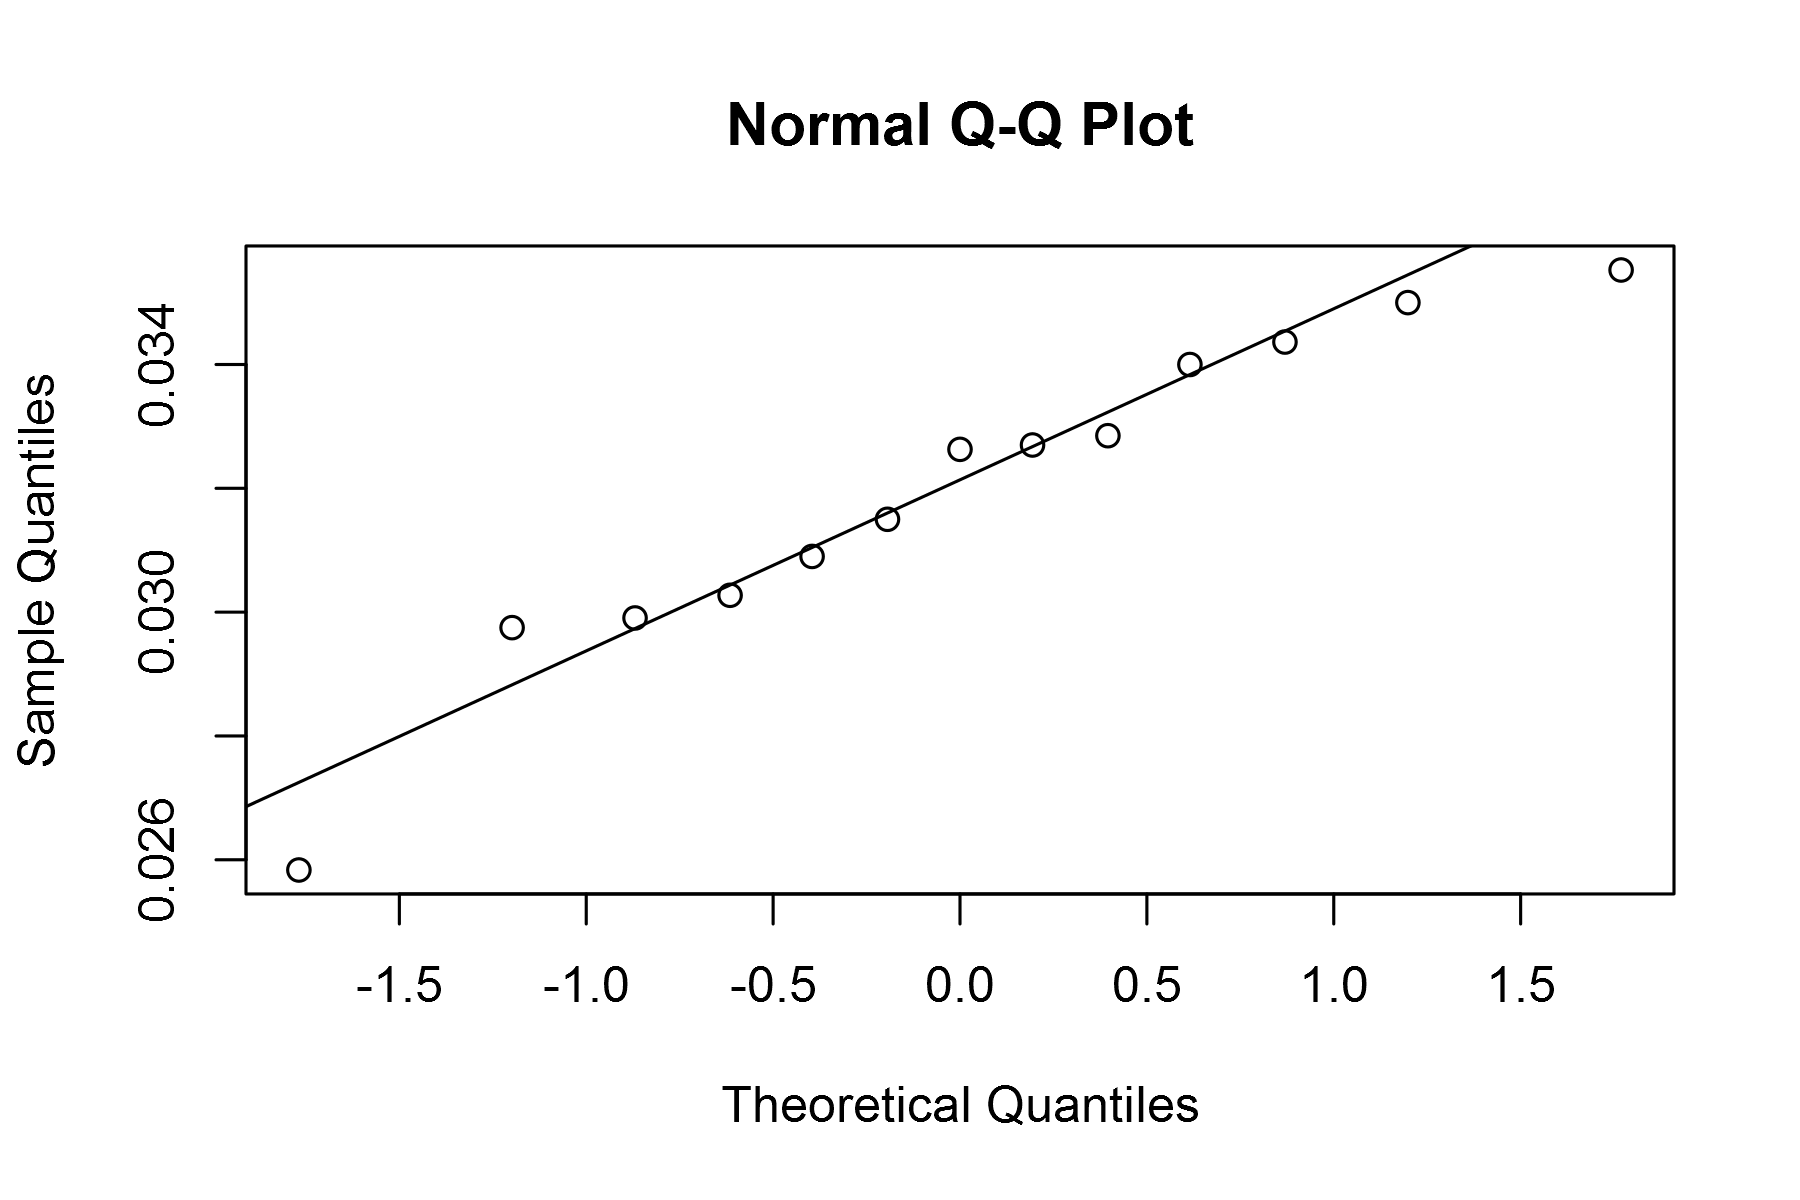 Normal Q-Q Plot
Sample Quantiles
0.034
0.030
0.026
-1.5 -1.0 -0.5 0.0 0.5 1.0 1.5
Theoretical Quantiles